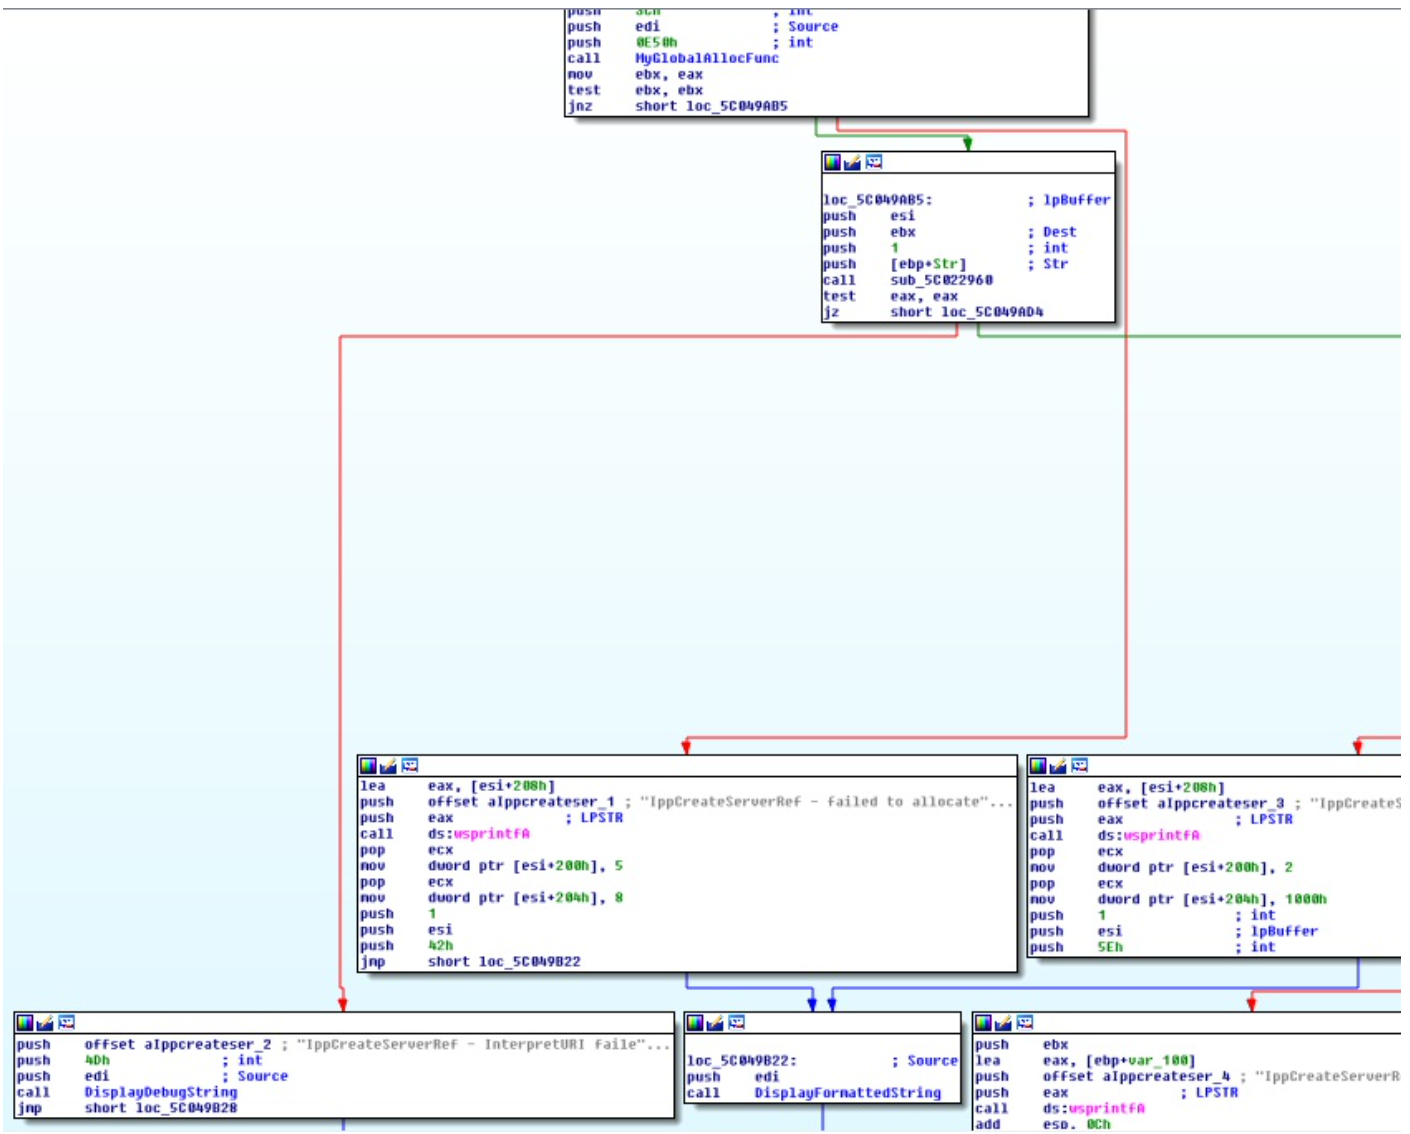 push 3Ch ; int
push edi ; Source
push 0E50h ; int
call MyGlobalAllocFunc
mov ebx, eax
test ebx, ebx
jnz short loc_5C049AB5
loc_5C049AB5: ; lpBuffer
push esi
push ebx ; Dest
push 1 ; int
push [ebp+Str] ; Str
call sub_5C022960
test eax, eax
jz short loc_5C049AD4
lea eax, [esi+208h]
push offset aIppcreateser_1 ; "IppCreateServerRef - failed to allocate"...
push eax ; LPSTR
call ds:wsprintfA
pop ecx
mov dword ptr [esi+200h], 5
pop ecx
mov dword ptr [esi+204h], 8
push 1
push esi
push 42h
jmp short loc_5C049B22
lea eax, [esi+208h]
push offset aIppcreateser_3 ; "IppCreateS
push eax ; LPSTR
call ds:wsprintfA
pop ecx
mov dword ptr [esi+200h], 2
pop ecx
mov dword ptr [esi+204h], 1000h
push 1 ; int
push esi ; lpBuffer
push 5Eh ; int
push offset aIppcreateser_2 ; "IppCreateServerRef - InterpretURI faile"...
push 4Dh ; int
push edi ; Source
call DisplayDebugString
jmp short loc_5C049B28
loc_5C049B22: ; Source
push edi
call DisplayFormattedString
push ebx
lea eax, [ebp+var_100]
push offset aIppcreateser_4 ; "IppCreateServerR
push eax ; LPSTR
call ds:wsprintfA
add esp, 0Ch